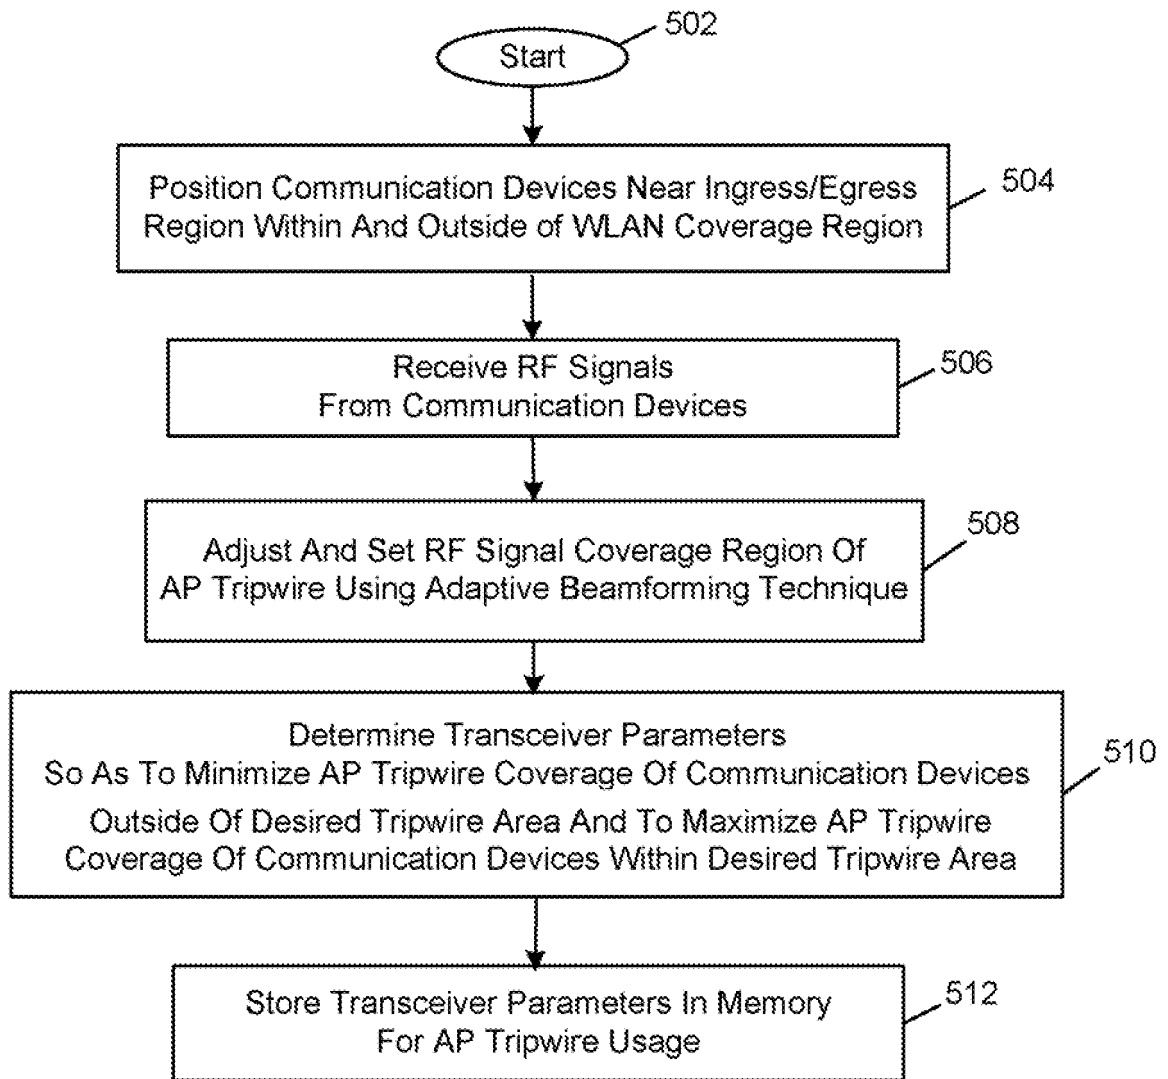 502
Start
Position Communication Devices Near Ingress/Egress
Region Within And Outside of WLAN Coverage Region
504
Receive RF Signals
From Communication Devices
506
Adjust And Set RF Signal Coverage Region Of
AP Tripwire Using Adaptive Beamforming Technique
508
Determine Transceiver Parameters
So As To Minimize AP Tripwire Coverage Of Communication Devices
Outside Of Desired Tripwire Area And To Maximize AP Tripwire
Coverage Of Communication Devices Within Desired Tripwire Area
510
Store Transceiver Parameters In Memory
For AP Tripwire Usage
512